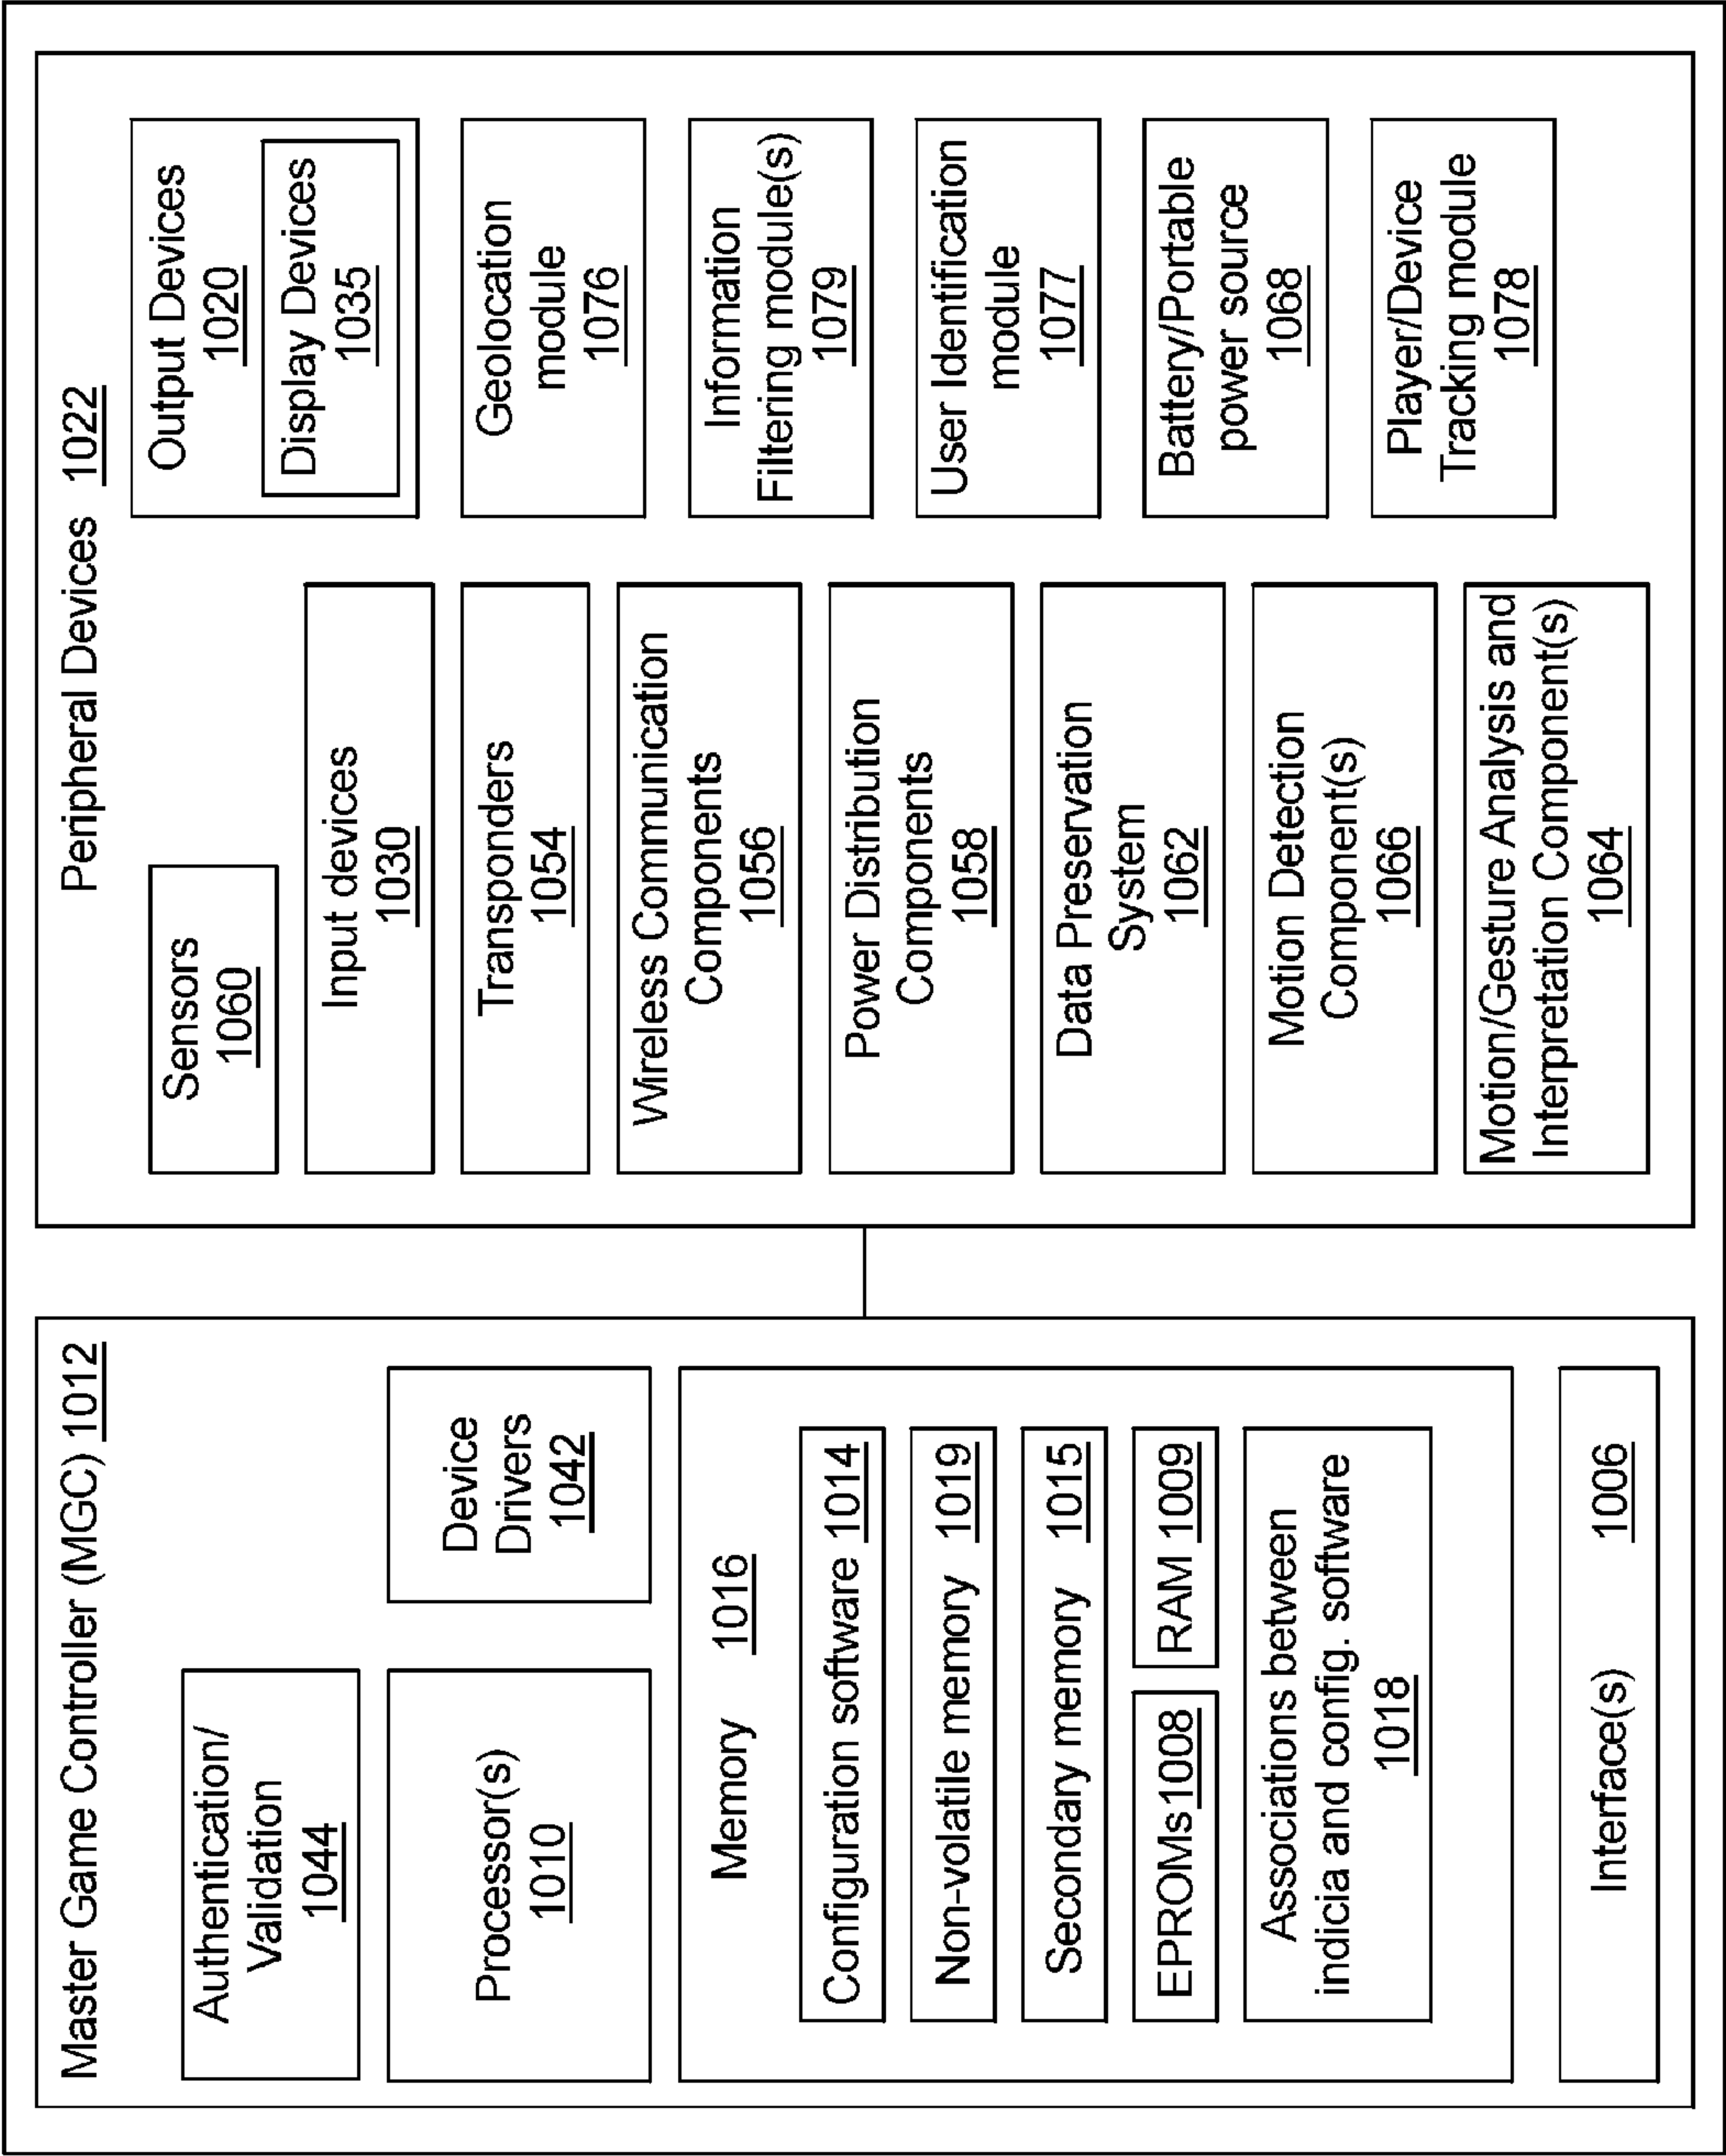 Master Game Controller (MGC) 1012
Authentication/
Validation
1044
Processor(s)
1010
Device
Drivers
1042
Memory 1016
Configuration software 1014
Non-volatile memory 1019
Secondary memory 1015
EPROMs 1008
RAM 1009
Associations between
indicia and config. software
1018
Interface(s) 1006
Peripheral Devices 1022
Sensors
1060
Input devices
1030
Transponders
1054
Wireless Communication
Components
1056
Power Distribution
Components
1058
Data Preservation
System
1062
Motion Detection
Component(s)
1066
Motion/Gesture Analysis and
Interpretation Component(s)
1064
Output Devices
1020
Display Devices
1035
Geolocation
module
1076
Information
Filtering module(s)
1079
User Identification
module
1077
Battery/Portable
power source
1068
Player/Device
Tracking module
1078